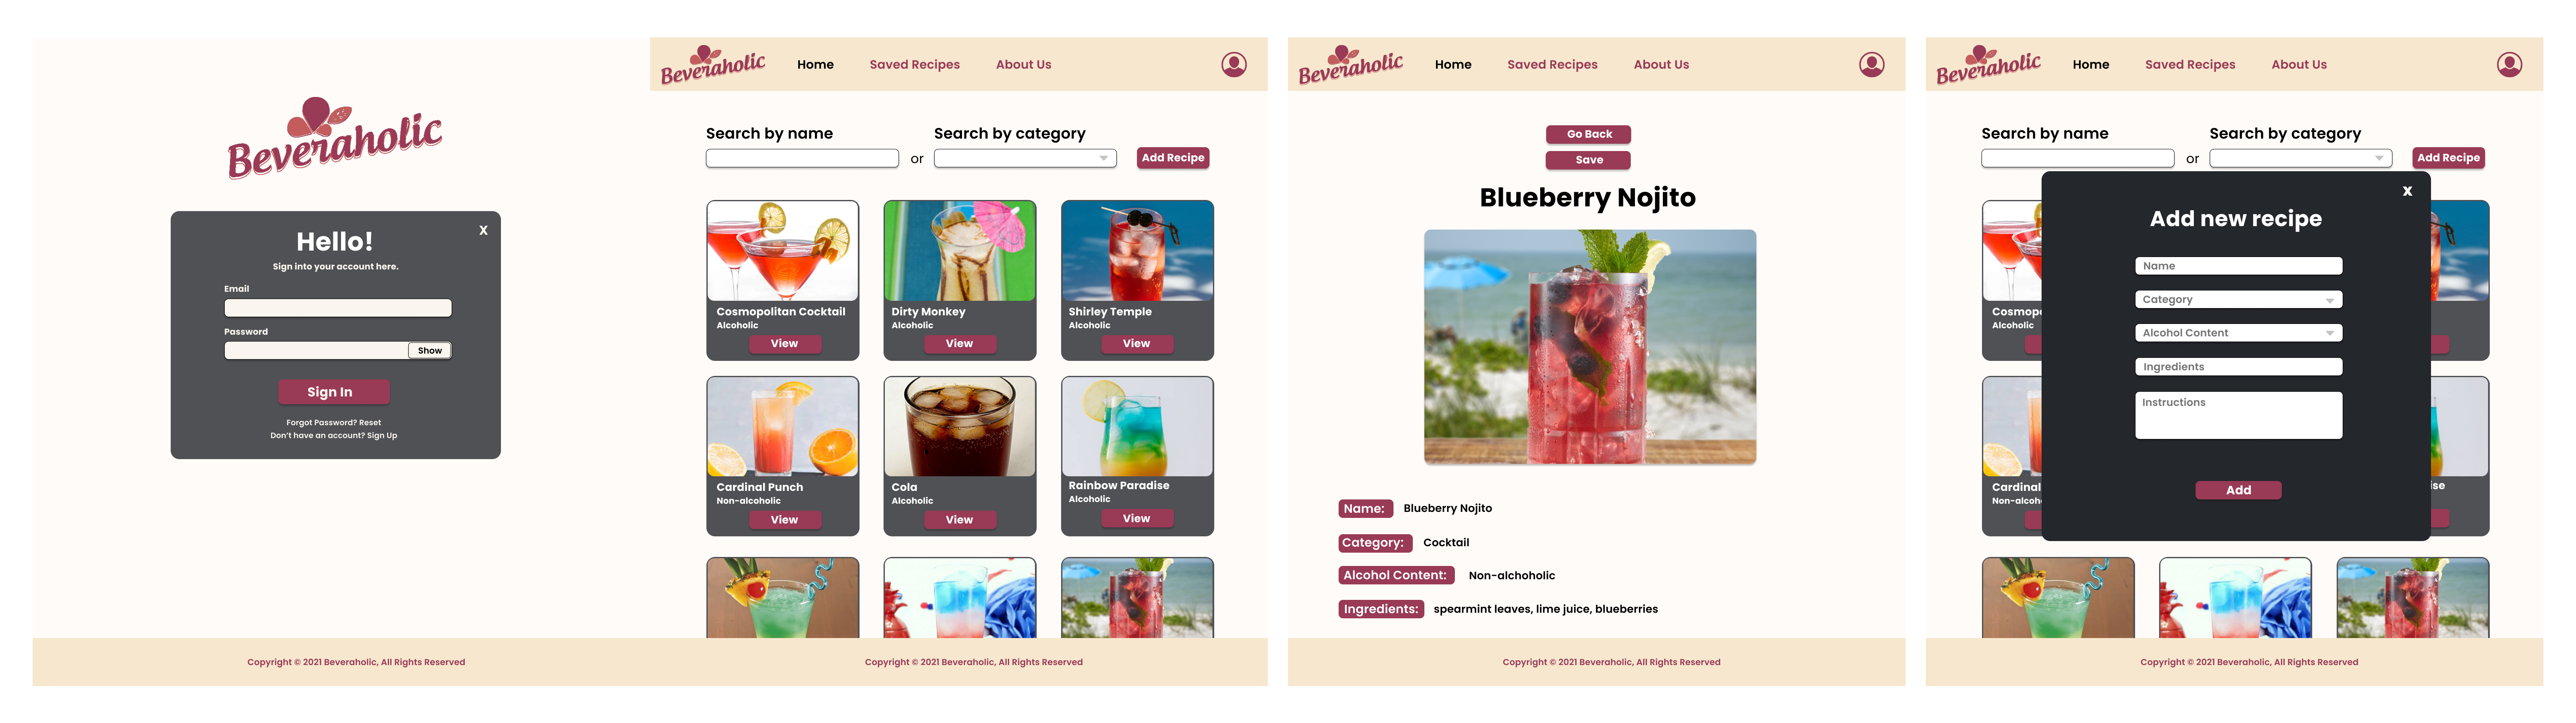 Beveraholic
Hello!
X
Sign into your account here.
Email
Password
Show
Sign In
Forgot Password? Reset
Don't have an account? Sign Up
Copyright © 2021 Beveraholic, All Rights Reserved
Beveraholic Home Saved Recipes About Us
Search by name Search by category
or Add Recipe
Cosmopolitan Cocktail Dirty Monkey Shirley Temple
Alcoholic Alcoholic Alcoholic
View View View
Cardinal Punch Cola Rainbow Paradise
Non-alcoholic Alcoholic Alcoholic
View View View
Copyright © 2021 Beveraholic, All Rights Reserved
Beveraholic Home Saved Recipes About Us
Go Back
Save
Blueberry Nojito
Name: Blueberry Nojito
Category: Cocktail
Alcohol Content: Non-alchoholic
Ingredients: spearmint leaves, lime juice, blueberries
Copyright © 2021 Beveraholic, All Rights Reserved
Beveraholic Home Saved Recipes About Us
Search by name Search by category
or Add Recipe
X
Add new recipe
Name
Category
Alcohol Content
Ingredients
Instructions
Add
Cosmop
Alcoholic
Cardinal
Non-alcoh
ise
Copyright © 2021 Beveraholic, All Rights Reserved